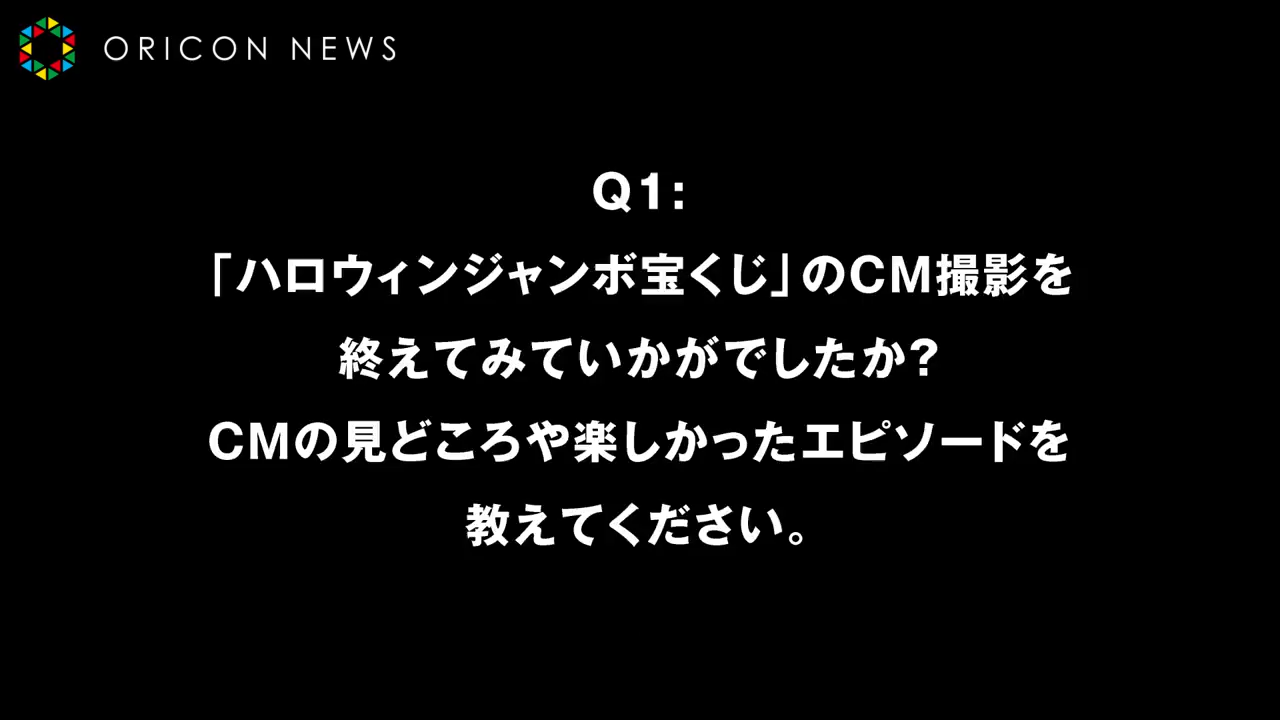 ORICON NEWS
Q1:
「ハロウィンジャンボ宝くじ」のCM撮影を
終えてみていかがでしたか?
CMの見どころや楽しかったエピソードを
教えてください。